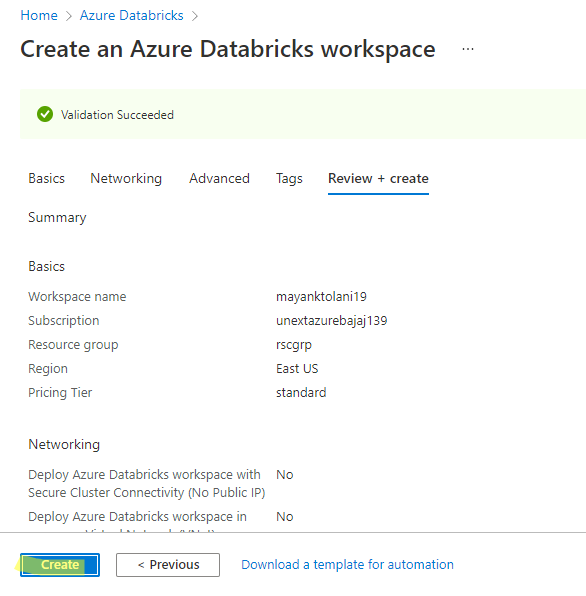 Home > Azure Databricks >
Create an Azure Databricks workspace ...
Validation Succeeded
Basics Networking Advanced Tags Review + create
Summary
Basics
Workspace name mayanktolani19
Subscription unextazurebajaj139
Resource group rscgrp
Region East US
Pricing Tier standard
Networking
Deploy Azure Databricks workspace with No
Secure Cluster Connectivity (No Public IP)
Deploy Azure Databricks workspace in No
Create < Previous Download a template for automation